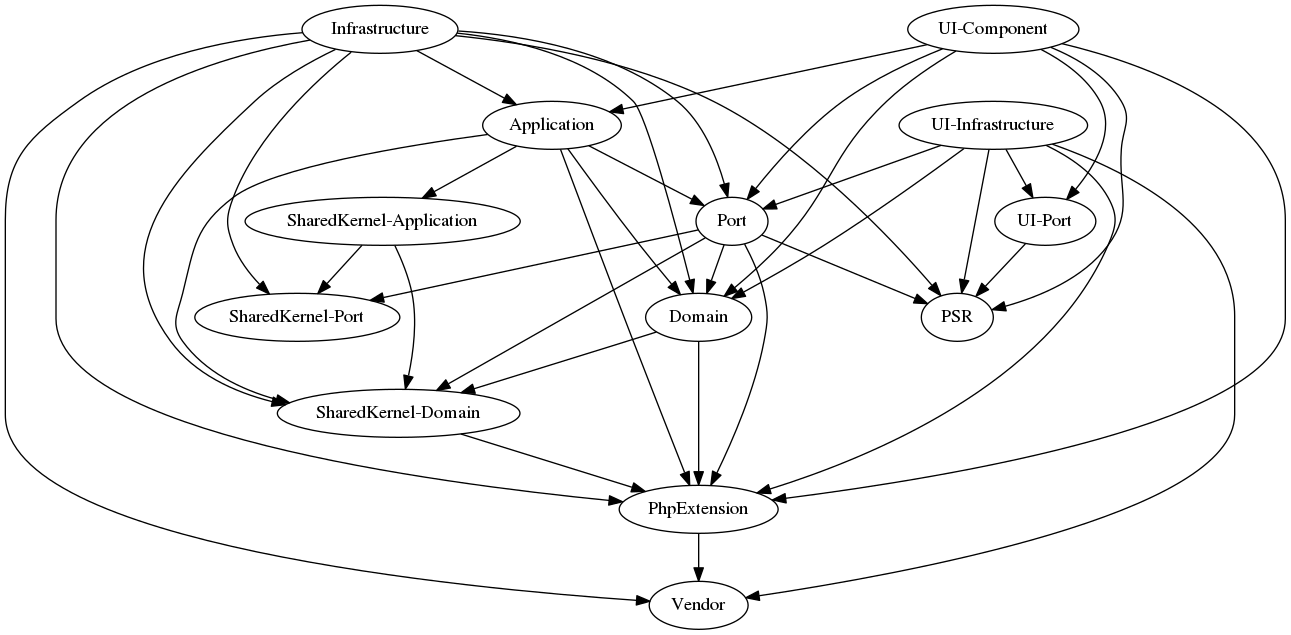 Infrastructure
UI-Component
Application
UI-Infrastructure
SharedKernel-Application
Port
UI-Port
SharedKernel-Port
Domain
PSR
SharedKernel-Domain
PhpExtension
Vendor